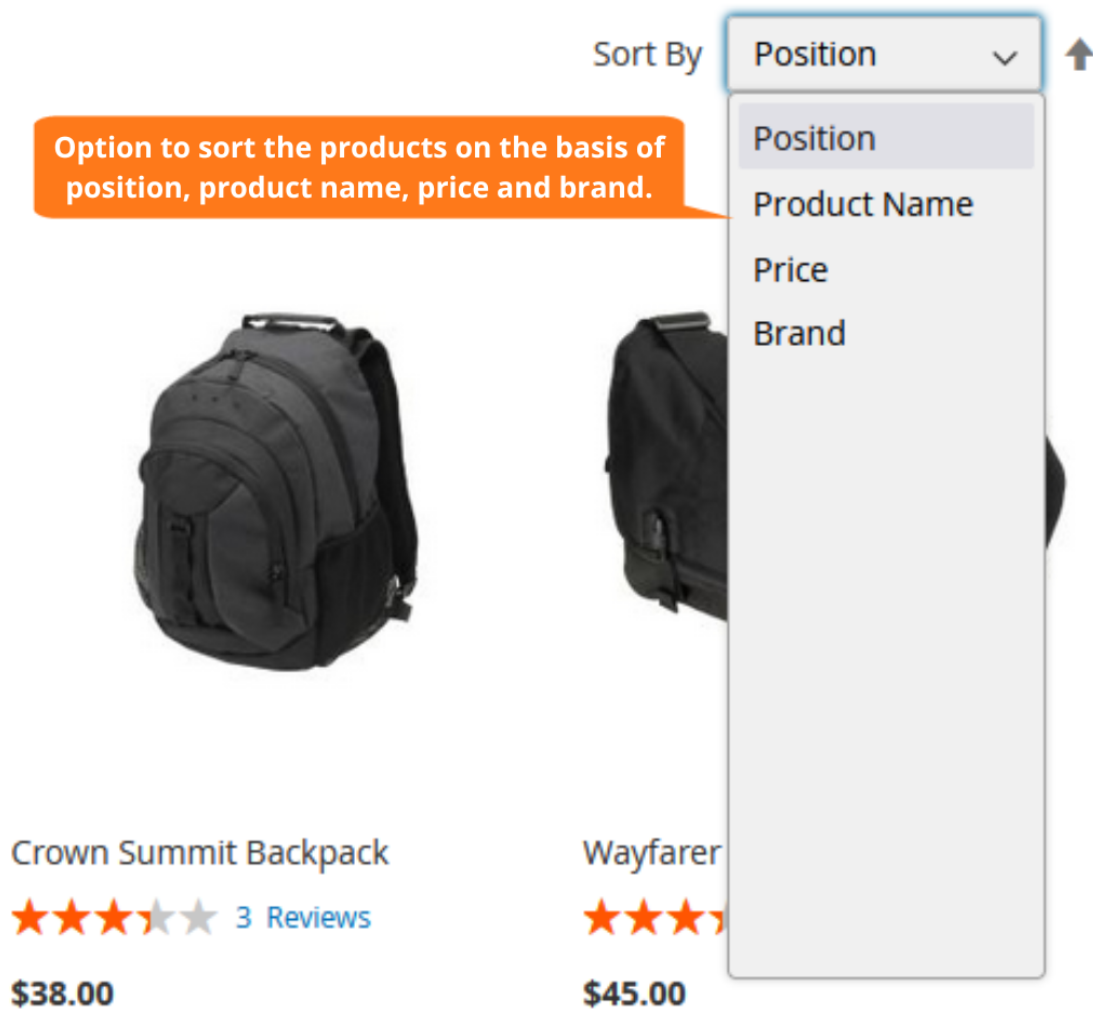 Sort By
Position
Option to sort the products on the basis of
position, product name, price and brand.
Position
Product Name
Price
Brand
Crown Summit Backpack
3 Reviews
$38.00
Wayfarer
$45.00